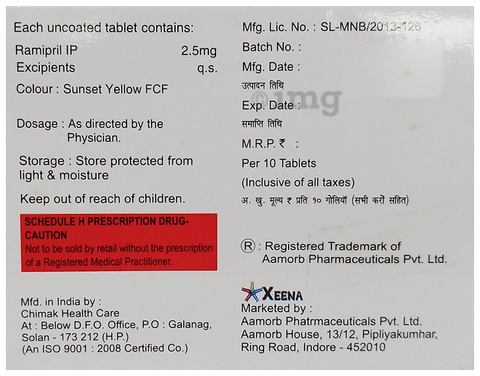 Each uncoated tablet contains:
Ramipril IP 2.5mg
Excipients q.s.
Colour : Sunset Yellow FCF
Dosage : As directed by the
Physician.
Storage : Store protected from
light & moisture
Keep out of reach of children.
SCHEDULE H PRESCRIPTION DRUG-
CAUTION
Not to be sold by retail without the prescription
of a Registered Medical Practitioner.
Mfd. in India by :
Chimak Health Care
At : Below D.F.O. Office, P.O : Galanag,
Solan - 173 212 (H.P.)
(An ISO 9001 : 2008 Certified Co.)
Mfg. Lic. No. : SL-MNB/2013-126
Batch No. :
Mfg. Date :
उत्पादन तिथि
Exp. Date :
समाप्ति तिथि
1mg
M.R.P. ₹ :
Per 10 Tablets
(Inclusive of all taxes)
अ. खु. मूल्य ₹ प्रति १० गोलियाँ (सभी करों सहित)
® : Registered Trademark of
Aamorb Pharmaceuticals Pvt. Ltd.
XEENA
Marketed by :
Aamorb Phatrmaceuticals Pvt. Ltd.
Aamorb House, 13/12, Pipliyakumhar,
Ring Road, Indore - 452010